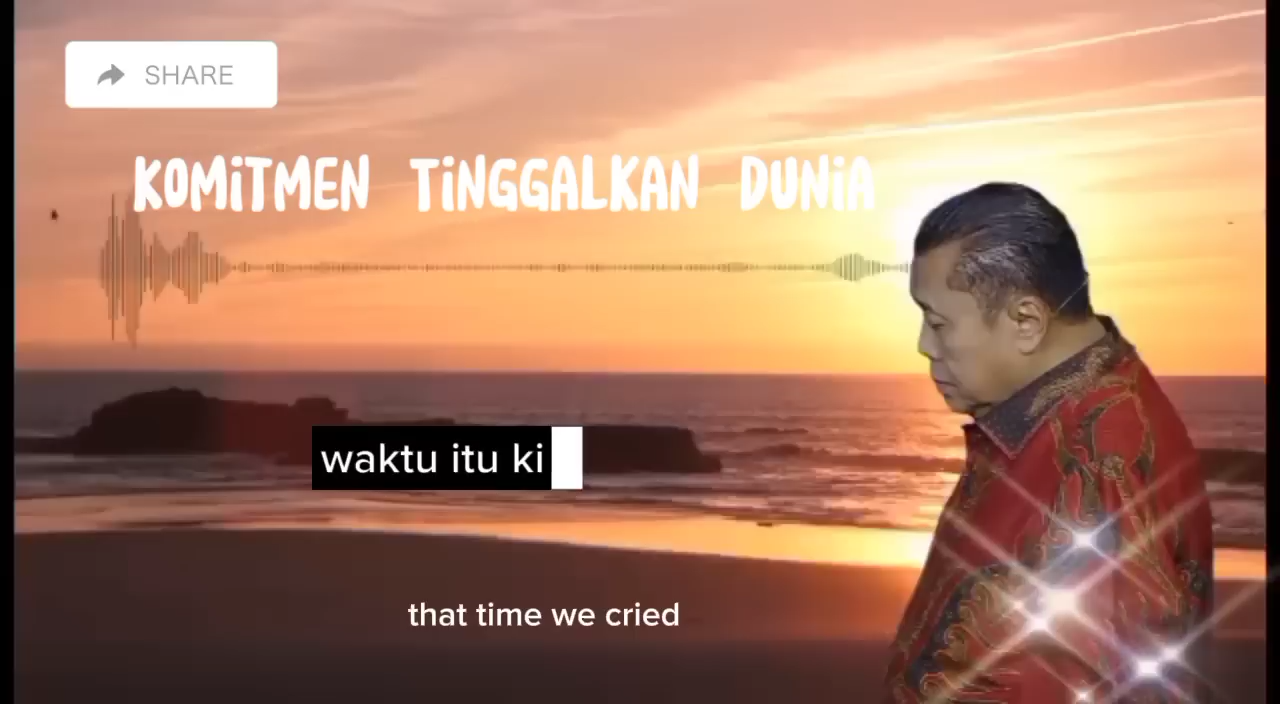 SHARE
KOMiTMEN TiNGGALKAN DUNiA
waktu itu ki
that time we cried